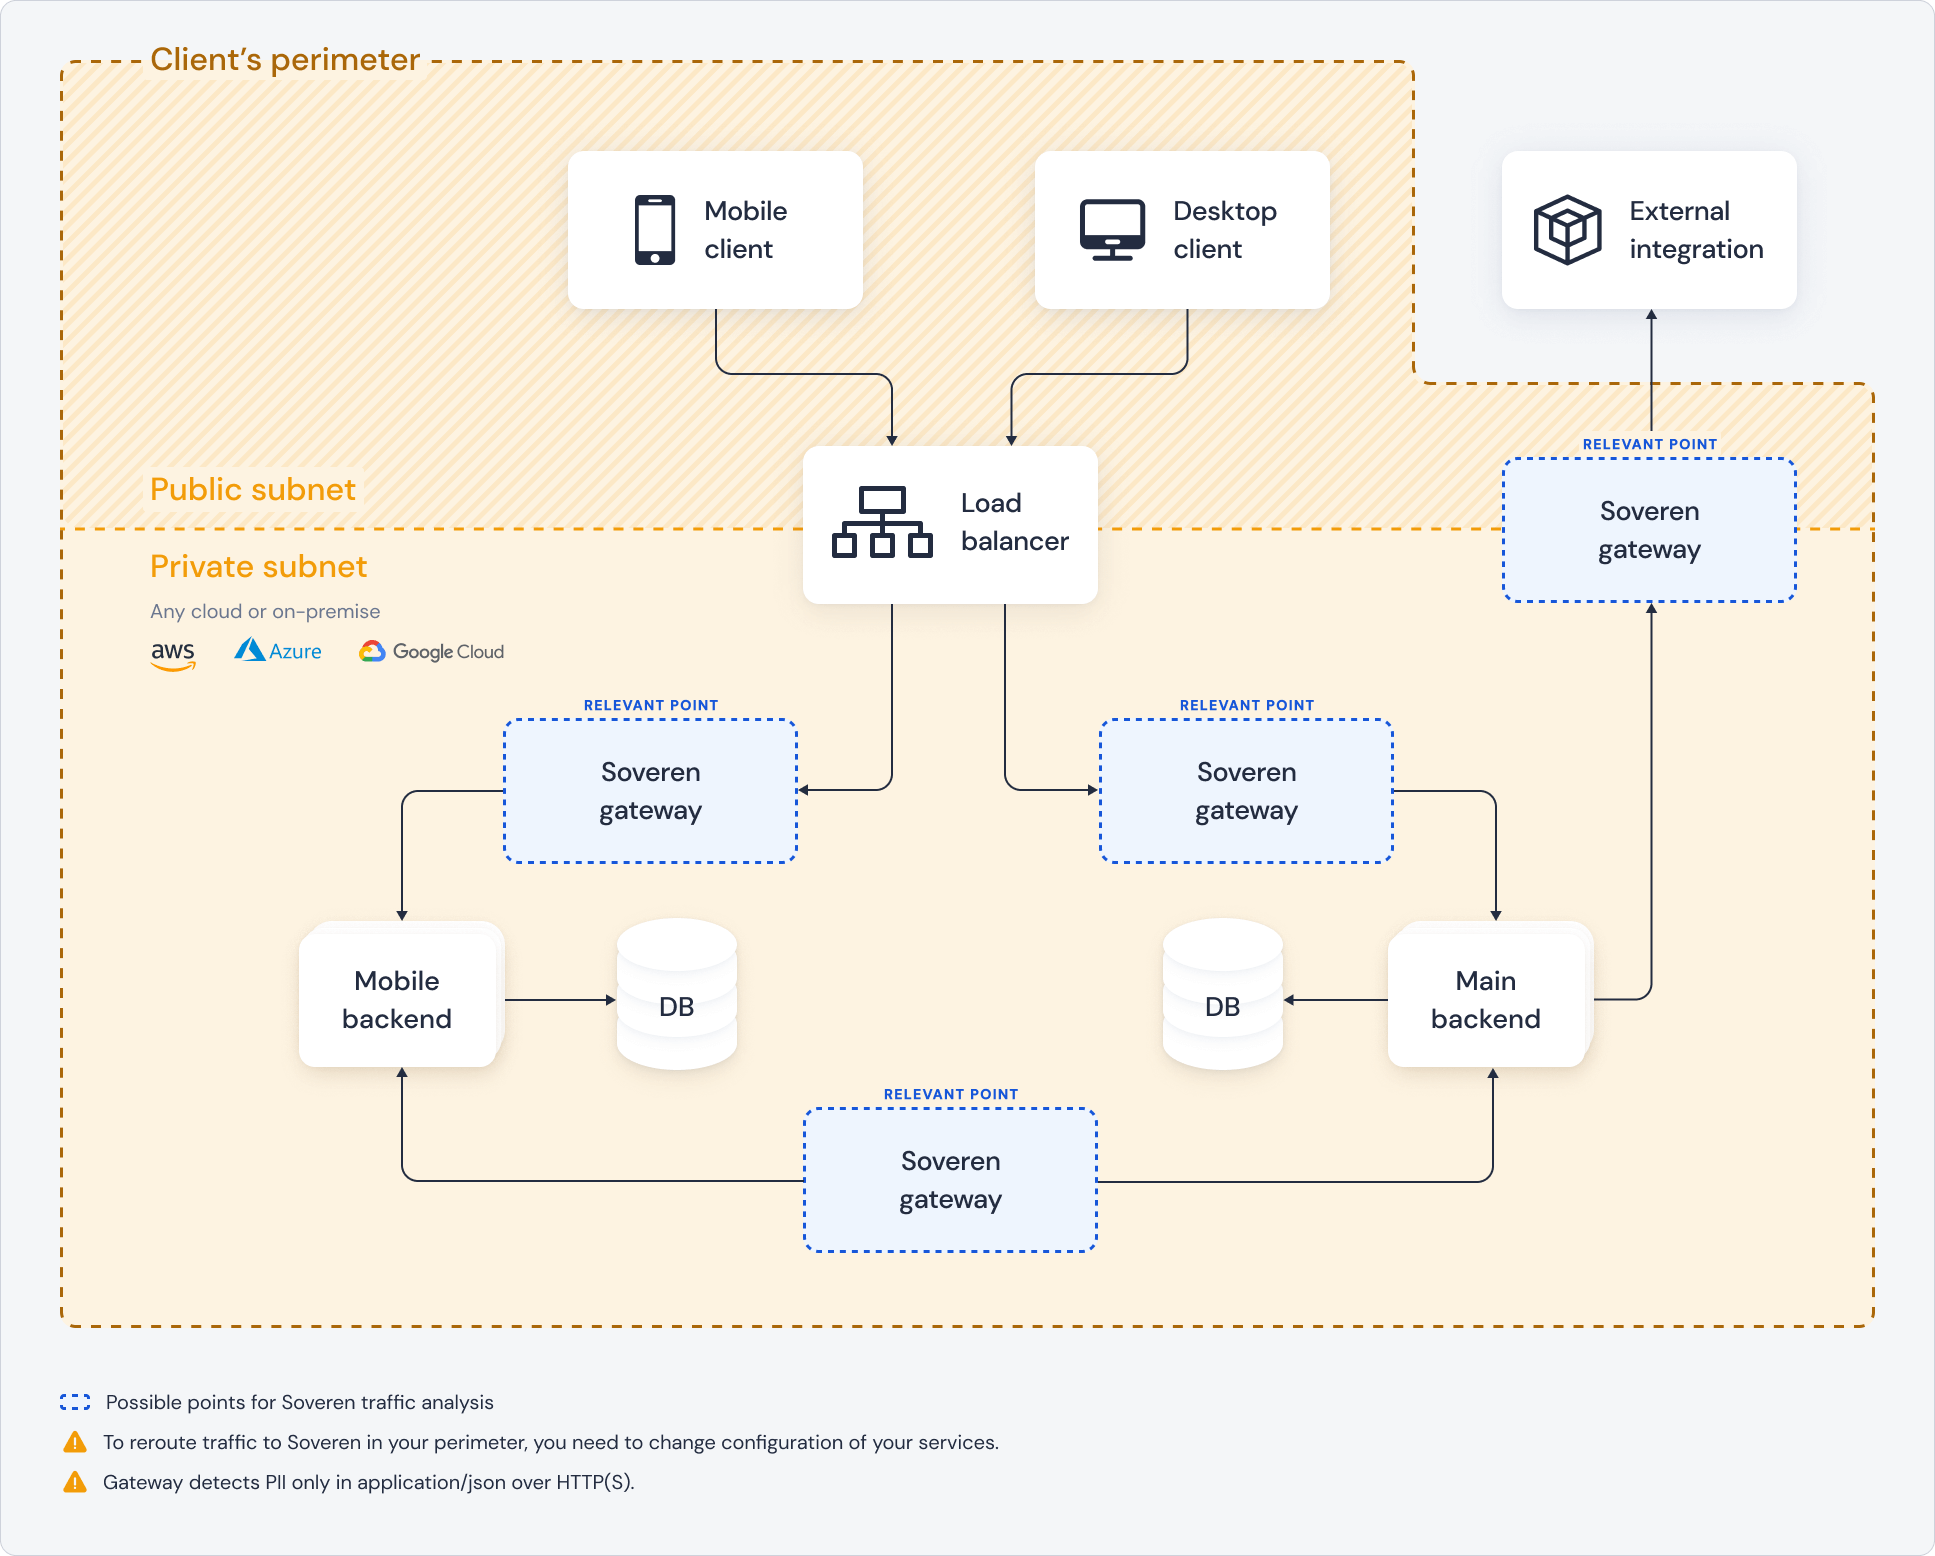 Client’s perimeter
Mobile
client
Desktop
client
External
integration
Public subnet
Load
balancer
RELEVANT POINT
Soveren
gateway
Private subnet
Any cloud or on-premise
aws
Azure
Google Cloud
RELEVANT POINT
Soveren
gateway
RELEVANT POINT
Soveren
gateway
Mobile
backend
DB
DB
Main
backend
RELEVANT POINT
Soveren
gateway
Possible points for Soveren traffic analysis
To reroute traffic to Soveren in your perimeter, you need to change configuration of your services.
Gateway detects PII only in application/json over HTTP(S).